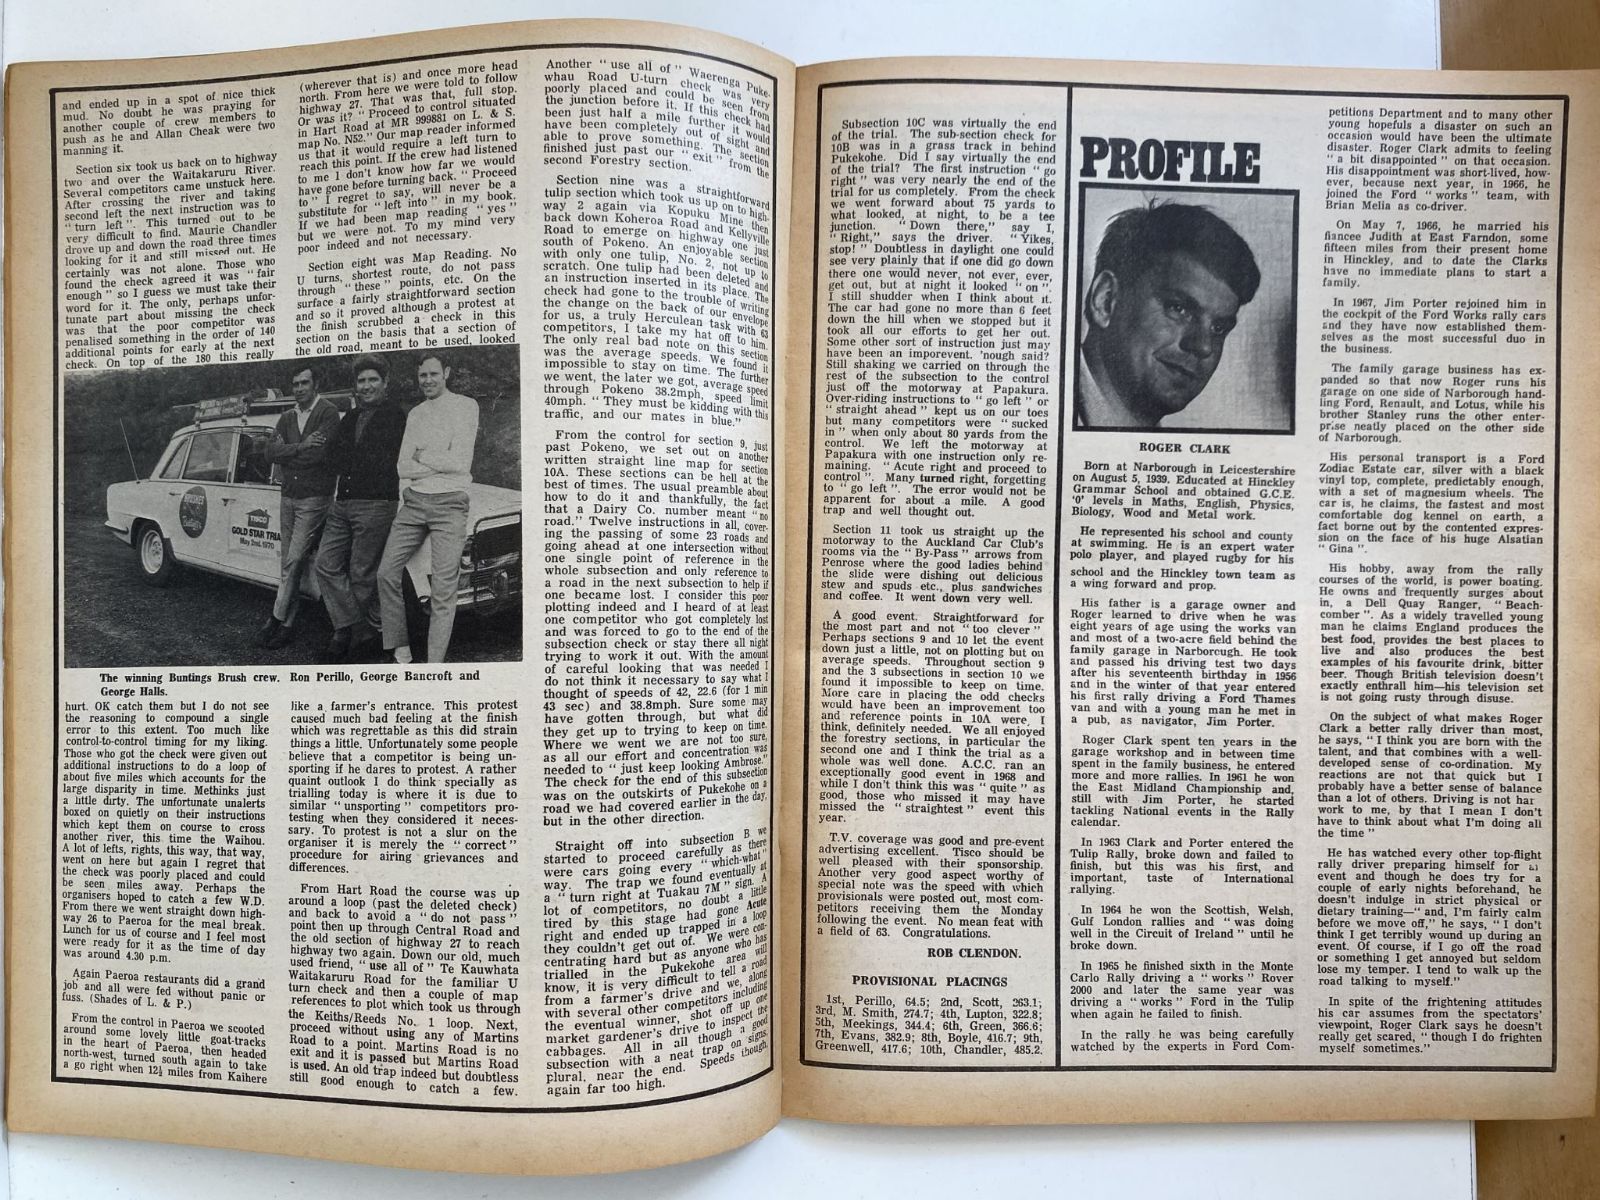 and ended up in a spot of nice thick
mud. No doubt he was praying for
another couple of crew members to
push as he and Allan Cheak were two
manning it.
Section six took us back on to highway
two and over the Waitakaruru River.
Several competitors came unstuck here.
After crossing the river and taking
second left the next instruction was to
" turn left ". This turned out to be
very difficult to find. Maurie Chandler
drove up and down the road three times
looking for it and still missed out. He
certainly was not alone. Those who
found the check agreed it was " fair
enough " so I guess we must take their
word for it. The only, perhaps unfor-
tunate part about missing the check
was that the poor competitor was
penalised something in the order of 140
additional points for early at the next
check. On top of the 180 this really
(wherever that is) and once more head
north. From here we were told to follow
highway 27. That was that, full stop.
Or was it? " Proceed to control situated
in Hart Road at MR 999881 on L. & S.
map No. N52." Our map reader informed
us that it would require a left turn to
reach this point. If the crew had listened
to me I don't know how far we would
have gone before turning back. " Proceed
to " I regret to say, will never be a
substitute for " left into " in my book.
If we had been map reading " yes "
but we were not. To my mind very
poor indeed and not necessary.
Section eight was Map Reading. No
U turns, shortest route, do not pass
through " these " points, etc. On the
surface a fairly straightforward section
and so it proved although a protest at
the finish scrubbed a check in this
section on the basis that a section of
the old road, meant to be used, looked
BRUSHES
TISCO
GOLD STAR TRIA
May 2nd. 1970
The winning Buntings Brush crew. Ron Perillo, George Bancroft and
George Halls.
hurt. OK catch them but I do not see
the reasoning to compound a single
error to this extent. Too much like
control-to-control timing for my liking.
Those who got the check were given out
additional instructions to do a loop of
about five miles which accounts for the
large disparity in time. Methinks just
a little dirty. The unfortunate unalerts
boxed on quietly on their instructions
which kept them on course to cross
another river, this time the Waihou.
A lot of lefts, rights, this way, that way,
went on here but again I regret that
the check was poorly placed and could
be seen miles away. Perhaps the
organisers hoped to catch a few W.D.
From there we went straight down high-
way 26 to Paeroa for the meal break.
Lunch for us of course and I feel most
were ready for it as the time of day
was around 4.30 p.m.
Again Paeroa restaurants did a grand
job and all were fed without panic or
fuss. (Shades of L. & P.)
From the control in Paeroa we scooted
around some lovely little goat-tracks
in the heart of Paeroa, then headed
north-west, turned south again to take
a go right when 12½ miles from Kaihere
like a farmer's entrance. This protest
caused much bad feeling at the finish
which was regrettable as this did strain
things a little. Unfortunately some people
believe that a competitor is being un-
sporting if he dares to protest. A rather
quaint outlook I do think specially as
trialling today is where it is due to
similar " unsporting " competitors pro-
testing when they considered it neces-
sary. To protest is not a slur on the
organiser it is merely the " correct "
procedure for airing grievances and
differences.
From Hart Road the course was up
around a loop (past the deleted check)
and back to avoid a " do not pass "
point then up through Central Road and
the old section of highway 27 to reach
highway two again. Down our old, much
used friend, " use all of " Te Kauwhata
Waitakaruru Road for the familiar U
turn check and then a couple of map
references to plot which took us through
the Keiths/Reeds No. 1 loop. Next,
proceed without using any of Martins
Road to a point. Martins Road is no
exit and it is passed but Martins Road
is used. An old trap indeed but doubtless
still good enough to catch a few.
Another " use all of " Waerenga Puke-
whau Road U-turn check was very
poorly placed and could be seen from
the junction before it. If this check had
been just half a mile further it would
have been completely out of sight and
able to prove something. The section
finished just past our " exit " from the
second Forestry section.
Section nine was a straightforward
tulip section which took us up on to high-
way 2 again via Kopuku Mine then
back down Koheroa Road and Kellyville
Road to emerge on highway one just
south of Pokeno. An enjoyable section
with only one tulip, No. 2, not up to
scratch. One tulip had been deleted and
an instruction inserted in its place. The
check had gone to the trouble of writing
the change on the back of our envelope
for us, a truly Herculean task with 63
competitors, I take my hat off to him.
The only real bad note on this section
was the average speeds. We found it
impossible to stay on time. The further
we went, the later we got, average speed
through Pokeno 38.2mph, speed limit
40mph. " They must be kidding with this
traffic, and our mates in blue."
From the control for section 9, just
past Pokeno, we set out on another
written straight line map for section
10A. These sections can be hell at the
best of times. The usual preamble about
how to do it and thankfully, the fact
that a Dairy Co. number meant " no
road." Twelve instructions in all, cover-
ing the passing of some 23 roads and
going ahead at one intersection without
one single point of reference in the
whole subsection and only reference to
a road in the next subsection to help if
one became lost. I consider this poor
plotting indeed and I heard of at least
one competitor who got completely lost
and was forced to go to the end of the
subsection check or stay there all night
trying to work it out. With the amount
of careful looking that was needed I
do not think it necessary to say what I
thought of speeds of 42, 22.6 (for 1 min
43 sec) and 38.8mph. Sure some may
have gotten through, but what did
they get up to trying to keep on time.
Where we went we are not too sure,
as all our effort and concentration was
needed to " just keep looking Ambrose."
The check for the end of this subsection
was on the outskirts of Pukekohe on a
road we had covered earlier in the day,
but in the other direction.
Straight off into subsection B we
started to proceed carefully as there
were cars going every " which-what "
way. The trap we found eventually at
a " turn right at Tuakau 7M " sign. A
lot of competitors, no doubt a little
tired by this stage had gone Acute
right and ended up trapped in a loop
they couldn't get out of. We were con-
centrating hard but as anyone who has
trialled in the Pukekohe area will
know, it is very difficult to tell a road
from a farmer's drive and we, along
with several other competitors including
the eventual winner, shot off up one
market gardener's drive to inspect the
cabbages. All in all though a good
subsection with a neat trap on signs,
plural, near the end. Speeds though,
again far too high.
Subsection 10C was virtually the end
of the trial. The sub-section check for
10B was in a grass track in behind
Pukekohe. Did I say virtually the end
of the trial? The first instruction " go
right " was very nearly the end of the
trial for us completely. From the check
we went forward about 75 yards to
what looked, at night, to be a tee
junction. " Down there," say I,
" Right," says the driver. " Yikes,
stop! " Doubtless in daylight one could
see very plainly that if one did go down
there one would never, not ever, ever,
get out, but at night it looked " on ".
I still shudder when I think about it.
The car had gone no more than 6 feet
down the hill when we stopped but it
took all our efforts to get her out.
Some other sort of instruction just may
have been an imporevent. 'nough said?
Still shaking we carried on through the
rest of the subsection to the control
just off the motorway at Papakura.
Over-riding instructions to " go left " or
" straight ahead " kept us on our toes
but many competitors were " sucked
in " when only about 80 yards from the
control. We left the motorway at
Papakura with one instruction only re-
maining. " Acute right and proceed to
control ". Many turned right, forgetting
to " go left ". The error would not be
apparent for about a mile. A good
trap and well thought out.
Section 11 took us straight up the
motorway to the Auckland Car Club's
rooms via the " By-Pass " arrows from
Penrose where the good ladies behind
the slide were dishing out delicious
stew and spuds etc., plus sandwiches
and coffee. It went down very well.
A good event. Straightforward for
the most part and not " too clever "
Perhaps sections 9 and 10 let the event
down just a little, not on plotting but on
average speeds. Throughout section 9
and the 3 subsections in section 10 we
found it impossible to keep on time.
More care in placing the odd checks
would have been an improvement too
and reference points in 10A were, I
think, definitely needed. We all enjoyed
the forestry sections, in particular the
second one and I think the trial as a
whole was well done. A.C.C. ran an
exceptionally good event in 1968 and
while I don't think this was " quite " as
good, those who missed it may have
missed the " straightest " event this
year.
T.V. coverage was good and pre-event
advertising excellent. Tisco should be
well pleased with their sponsorship.
Another very good aspect worthy of
special note was the speed with which
provisionals were posted out, most com-
petitors receiving them the Monday
following the event. No mean feat with
a field of 63. Congratulations.
ROB CLENDON.
PROVISIONAL PLACINGS
1st, Perillo, 64.5; 2nd, Scott, 263.1;
3rd, M. Smith, 274.7; 4th, Lupton, 322.8;
5th, Meekings, 344.4; 6th, Green, 366.6;
7th, Evans, 382.9; 8th, Boyle, 416.7; 9th,
Greenwell, 417.6; 10th, Chandler, 485.2.
PROFILE
ROGER CLARK
Born at Narborough in Leicestershire
on August 5, 1939. Educated at Hinckley
Grammar School and obtained G.C.E.
'0' levels in Maths, English, Physics,
Biology, Wood and Metal work.
He represented his school and county
at swimming. He is an expert water
polo player, and played rugby for his
school and the Hinckley town team as
a wing forward and prop.
His father is a garage owner and
Roger learned to drive when he was
eight years of age using the works van
and most of a two-acre field behind the
family garage in Narborough. He took
and passed his driving test two days
after his seventeenth birthday in 1956
and in the winter of that year entered
his first rally driving a Ford Thames
van and with a young man he met in
a pub, as navigator, Jim Porter.
Roger Clark spent ten years in the
garage workshop and in between time
spent in the family business, he entered
more and more rallies. In 1961 he won
the East Midland Championship and,
still with Jim Porter, he started
tackling National events in the Rally
calendar.
In 1963 Clark and Porter entered the
Tulip Rally, broke down and failed to
finish, but this was his first, and
important, taste of International
rallying.
In 1964 he won the Scottish, Welsh,
Gulf London rallies and " was doing
well in the Circuit of Ireland " until he
broke down.
In 1965 he finished sixth in the Monte
Carlo Rally driving a " works " Rover
2000 and later the same year was
driving a " works " Ford in the Tulip
when again he failed to finish.
In the rally he was being carefully
watched by the experts in Ford Com-
petitions Department and to many other
young hopefuls a disaster on such an
occasion would have been the ultimate
disaster. Roger Clark admits to feeling
" a bit disappointed " on that occasion.
His disappointment was short-lived, how-
ever, because next year, in 1966, he
joined the Ford " works " team, with
Brian Melia as co-driver.
On May 7, 1966, he married his
fiancee Judith at East Farndon, some
fifteen miles from their present home
in Hinckley, and to date the Clarks
have no immediate plans to start a
family.
In 1967, Jim Porter rejoined him in
the cockpit of the Ford Works rally cars
and they have now established them-
selves as the most successful duo in
the business.
The family garage business has ex-
panded so that now Roger runs his
garage on one side of Narborough hand-
ling Ford, Renault, and Lotus, while his
brother Stanley runs the other enter-
prise neatly placed on the other side
of Narborough.
His personal transport is a Ford
Zodiac Estate car, silver with a black
vinyl top, complete, predictably enough,
with a set of magnesium wheels. The
car is, he claims, the fastest and most
comfortable dog kennel on earth, a
fact borne out by the contented expres-
sion on the face of his huge Alsatian
" Gina ".
His hobby, away from the rally
courses of the world, is power boating.
He owns and frequently surges about
in, a Dell Quay Ranger, " Beach-
comber ". As a widely travelled young
man he claims England produces the
best food, provides the best places to
live and also produces the best
examples of his favourite drink, bitter
beer. Though British television doesn't
exactly enthrall him—his television set
is not going rusty through disuse.
On the subject of what makes Roger
Clark a better rally driver than most,
he says, " I think you are born with the
talent, and that combines with a well-
developed sense of co-ordination. My
reactions are not that quick but I
probably have a better sense of balance
than a lot of others. Driving is not har
work to me, by that I mean I don't
have to think about what I'm doing all
the time "
He has watched every other top-flight
rally driver preparing himself for
event and though he does try for a
couple of early nights beforehand, he
doesn't indulge in strict physical or
dietary training—" and, I'm fairly calm
before we move off," he says, " I don't
think I get terribly wound up during an
event. Of course, if I go off the road
or something I get annoyed but seldom
lose my temper. I tend to walk up the
road talking to myself."
In spite of the frightening attitudes
his car assumes from the spectators'
viewpoint, Roger Clark says he doesn't
really get scared, " though I do frighten
myself sometimes."